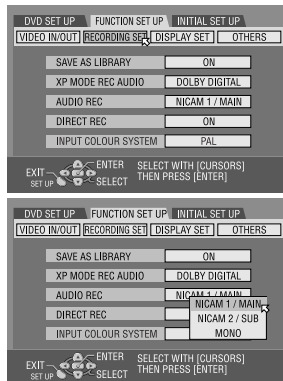 DVD SET UP FUNCTION SET UP INITIAL SET UP
VIDEO IN/OUT RECORDING SET DISPLAY SET OTHERS
SAVE AS LIBRARY ON
XP MODE REC AUDIO DOLBY DIGITAL
AUDIO REC NICAM 1 / MAIN
DIRECT REC ON
INPUT COLOUR SYSTEM PAL
EXIT ENTER SELECT WITH [CURSORS]
SET UP SELECT THEN PRESS [ENTER]
DVD SET UP FUNCTION SET UP INITIAL SET UP
VIDEO IN/OUT RECORDING SET DISPLAY SET OTHERS
SAVE AS LIBRARY ON
XP MODE REC AUDIO DOLBY DIGITAL
AUDIO REC NICAM 1 / MAIN
NICAM 1 / MAIN
DIRECT REC NICAM 2 / SUB
INPUT COLOUR SYSTEM MONO
EXIT ENTER SELECT WITH [CURSORS]
SET UP SELECT THEN PRESS [ENTER]